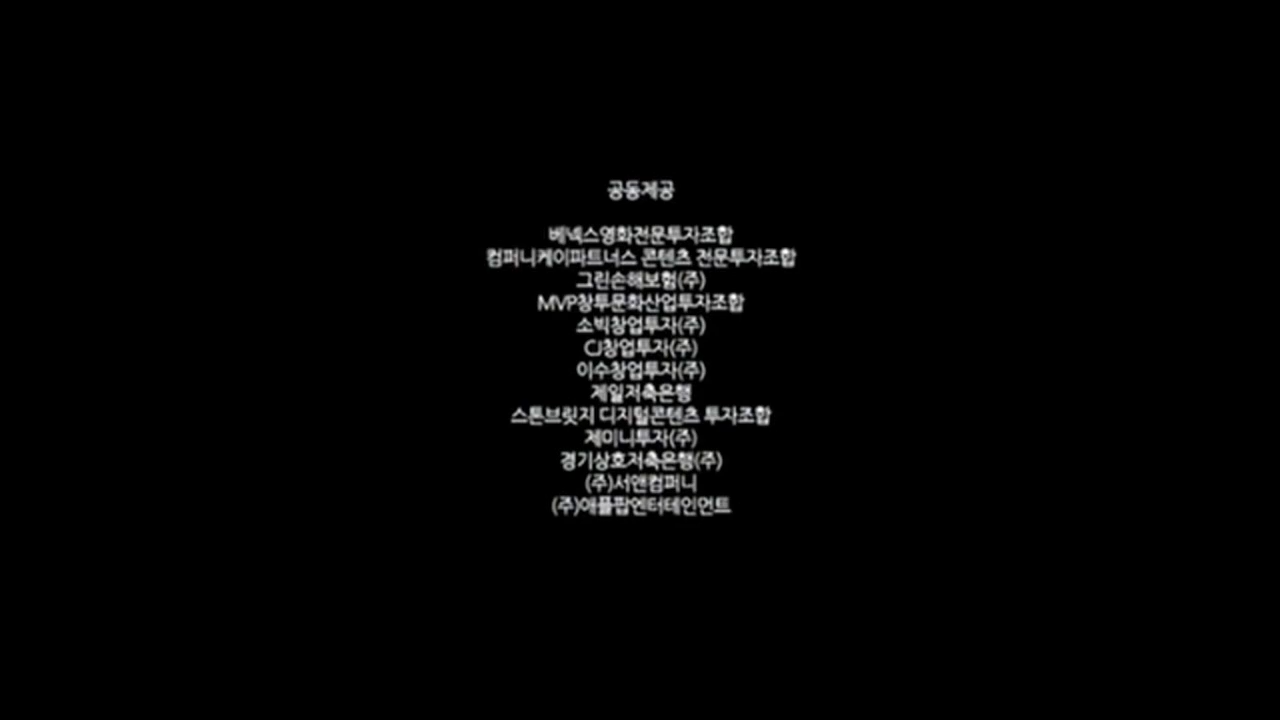 공동제공
베넥스영화전문투자조합
컴퍼니케이파트너스 콘텐츠 전문투자조합
그린손해보험(주)
MVP창투문화산업투자조합
소빅창업투자(주)
CJ창업투자(주)
이수창업투자(주)
제일저축은행
스톤브릿지 디지털콘텐츠 투자조합
제미니투자(주)
경기상호저축은행(주)
(주)서앤컴퍼니
(주)애플팝엔터테인먼트